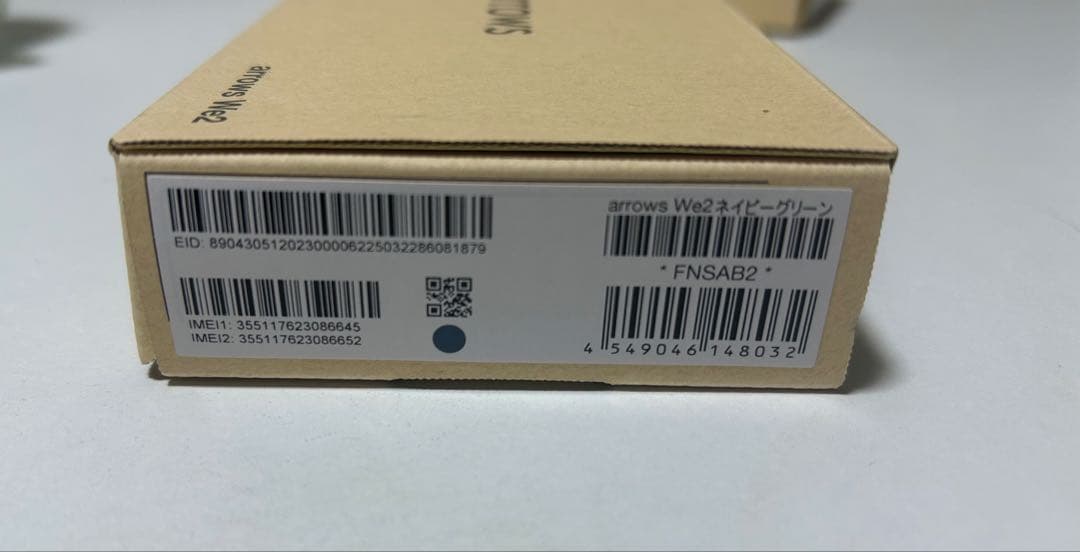 arrows
arrows We2
EID: 89043051202300006225032286081879
IMEI1: 355117623086645
IMEI2: 355117623086652
arrows We2ネイビーグリーン
* FNSAB2 *
4 549046 148032